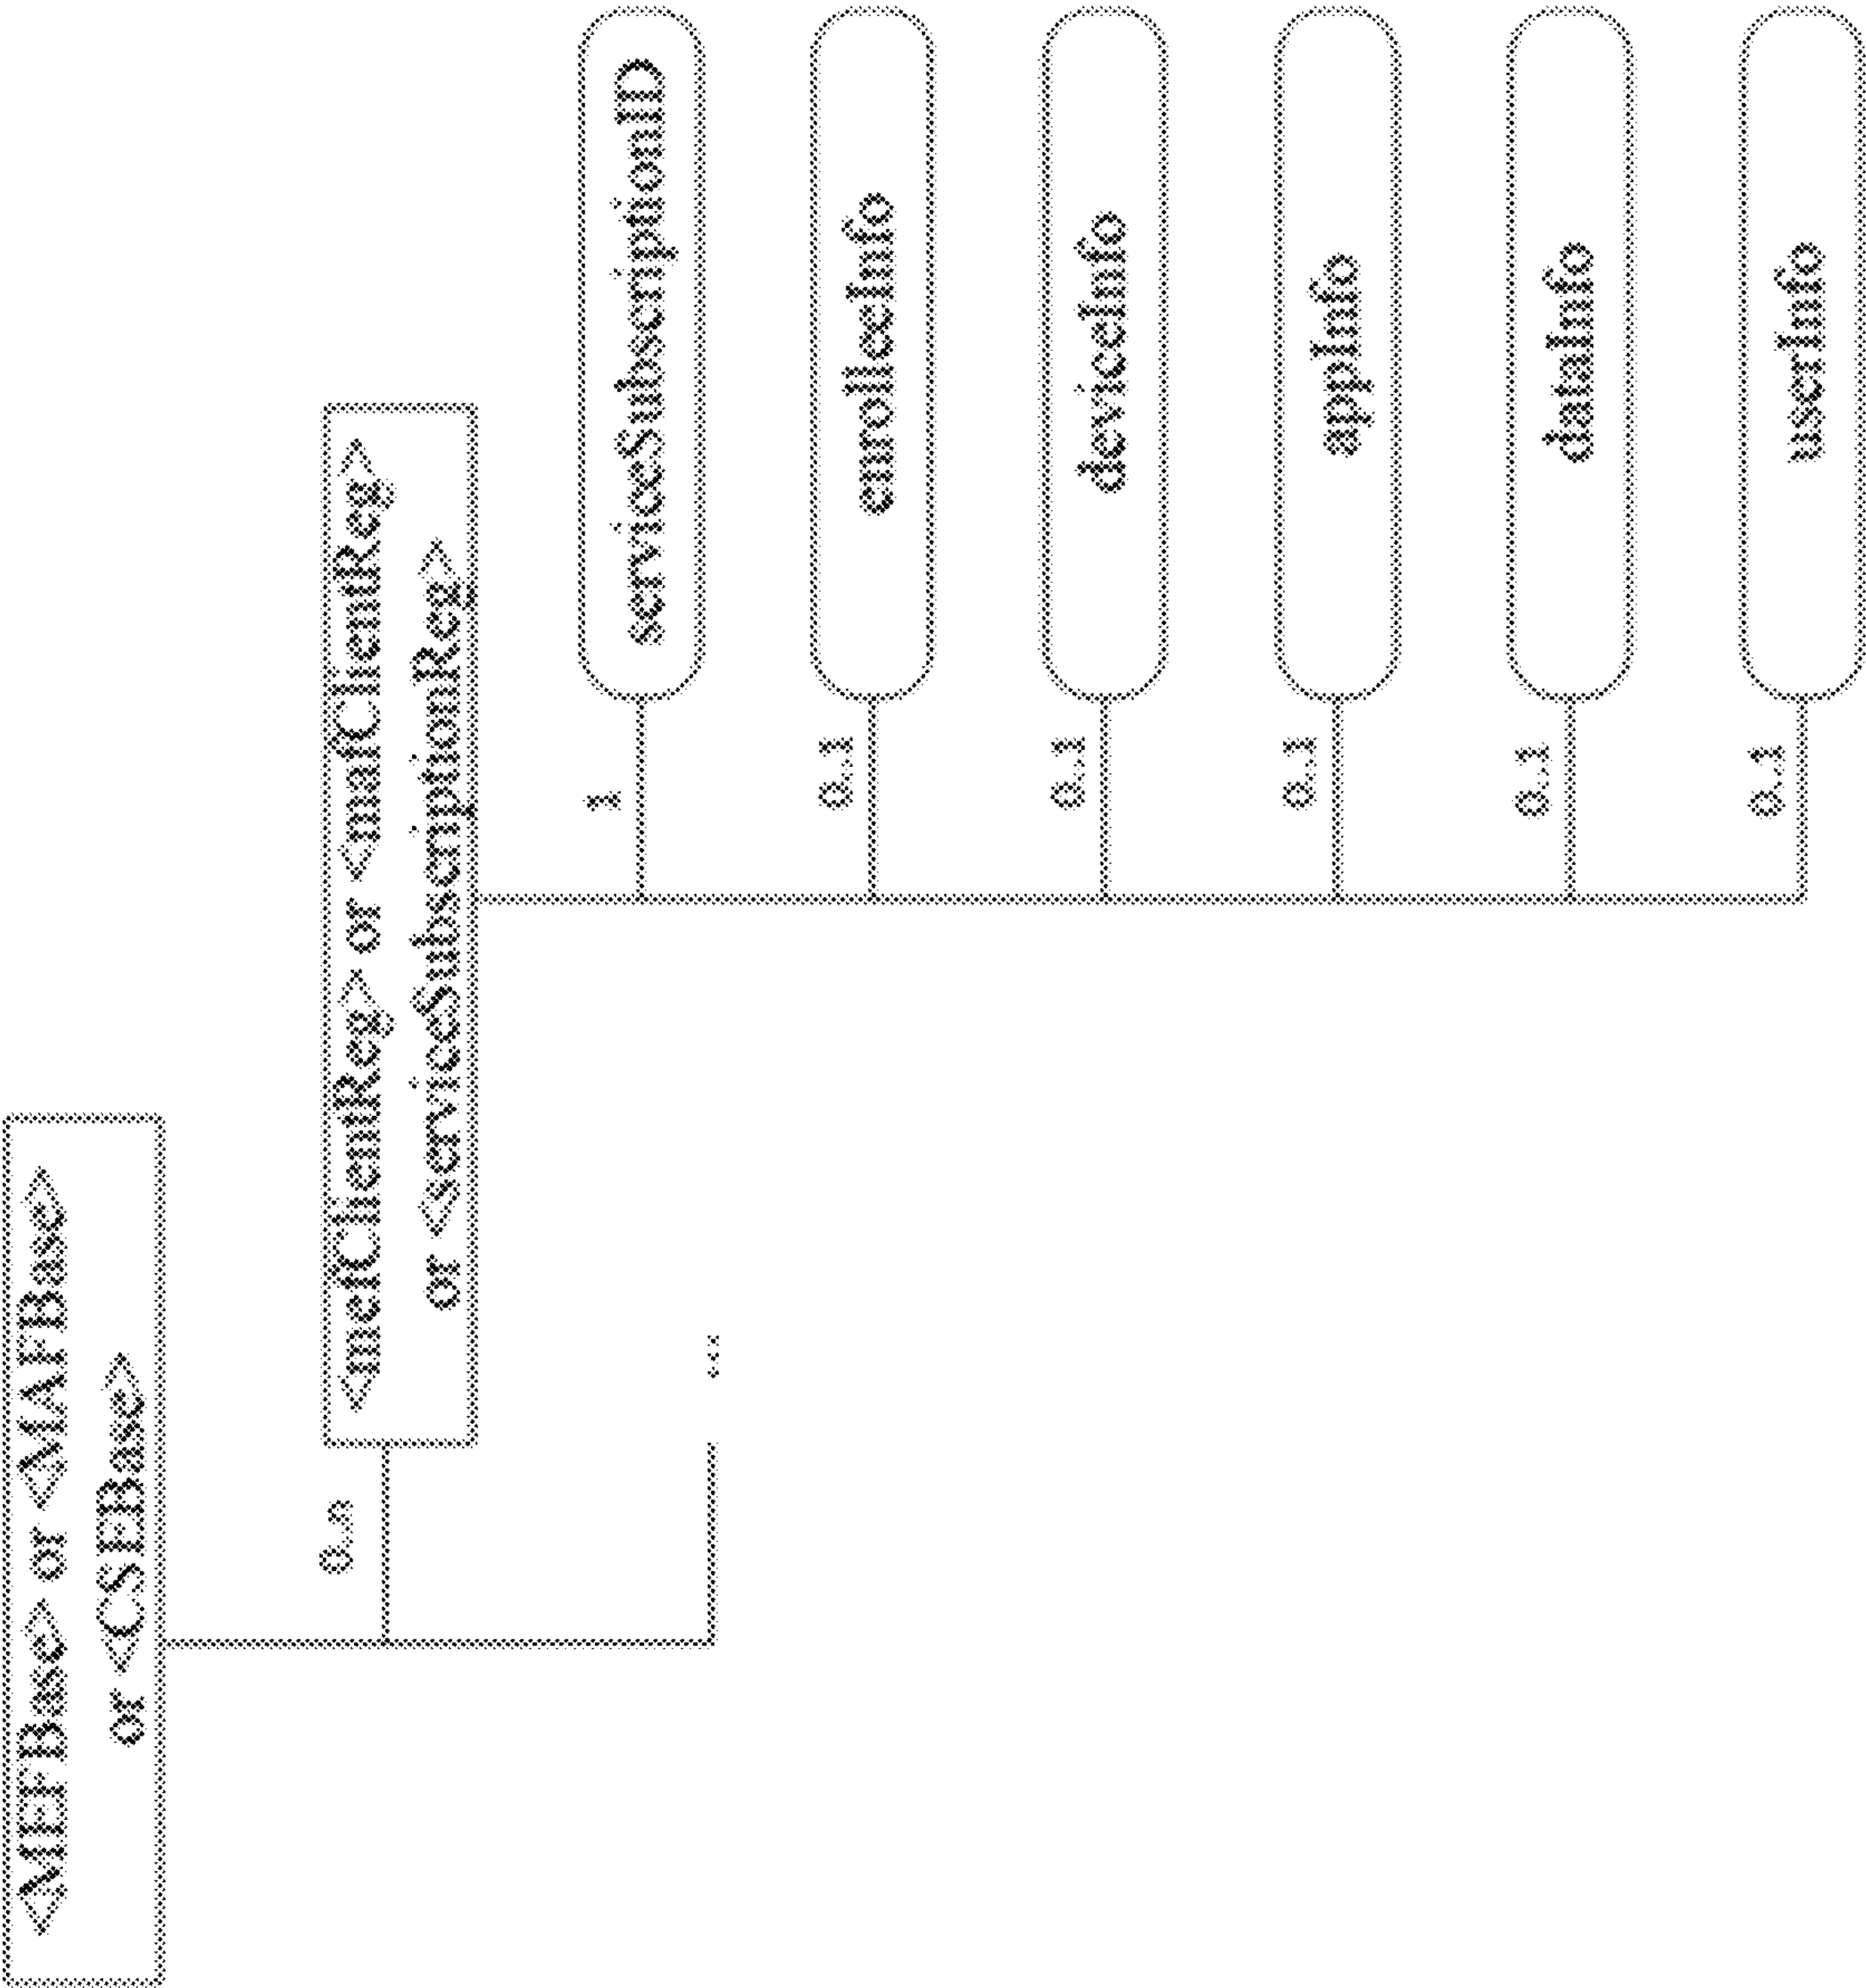 <MEFBase> or <MAFBase>
or <CSEBase>
0..n
<mefClientReg> or <mafClientReg>
or <serviceSubscriptionReg>
...
1
serviceSubscriptionID
0..1
enrolleeInfo
0..1
deviceInfo
0..1
appInfo
0..1
dataInfo
0..1
userInfo